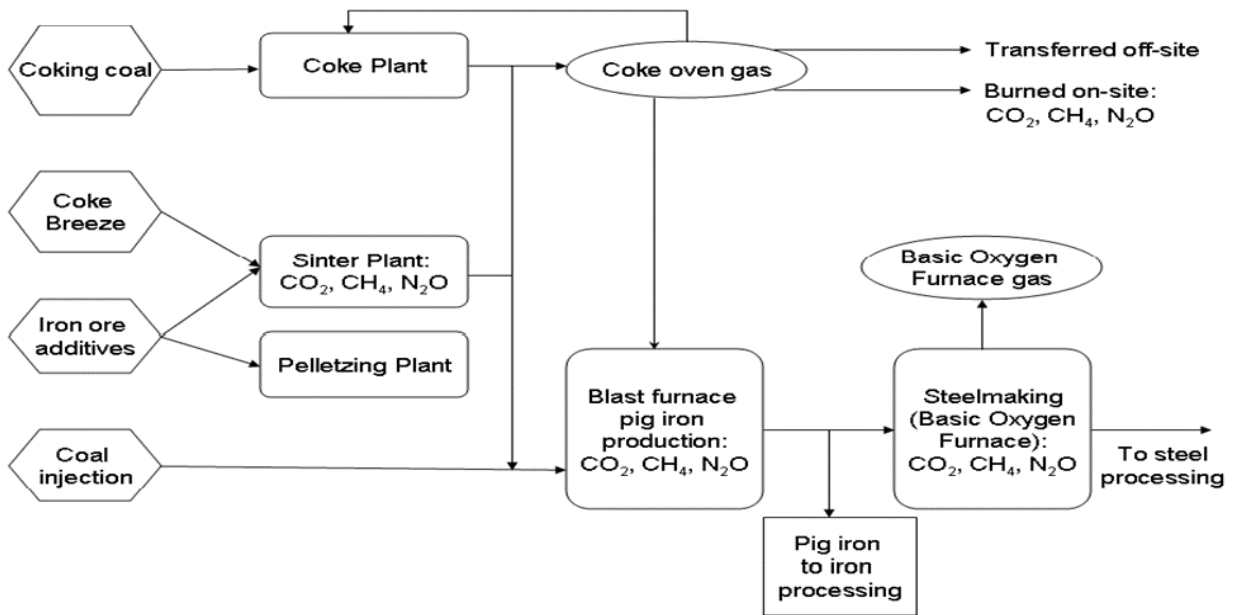 Coking coal
Coke Plant
Coke oven gas
Transferred off-site
Burned on-site:
CO₂, CH₄, N₂O
Coke
Breeze
Sinter Plant:
CO₂, CH₄, N₂O
Basic Oxygen
Furnace gas
Iron ore
additives
Pelletzing Plant
Blast furnace
pig iron
production:
CO₂, CH₄, N₂O
Steelmaking
(Basic Oxygen
Furnace):
CO₂, CH₄, N₂O
Coal
injection
To steel
processing
Pig iron
to iron
processing